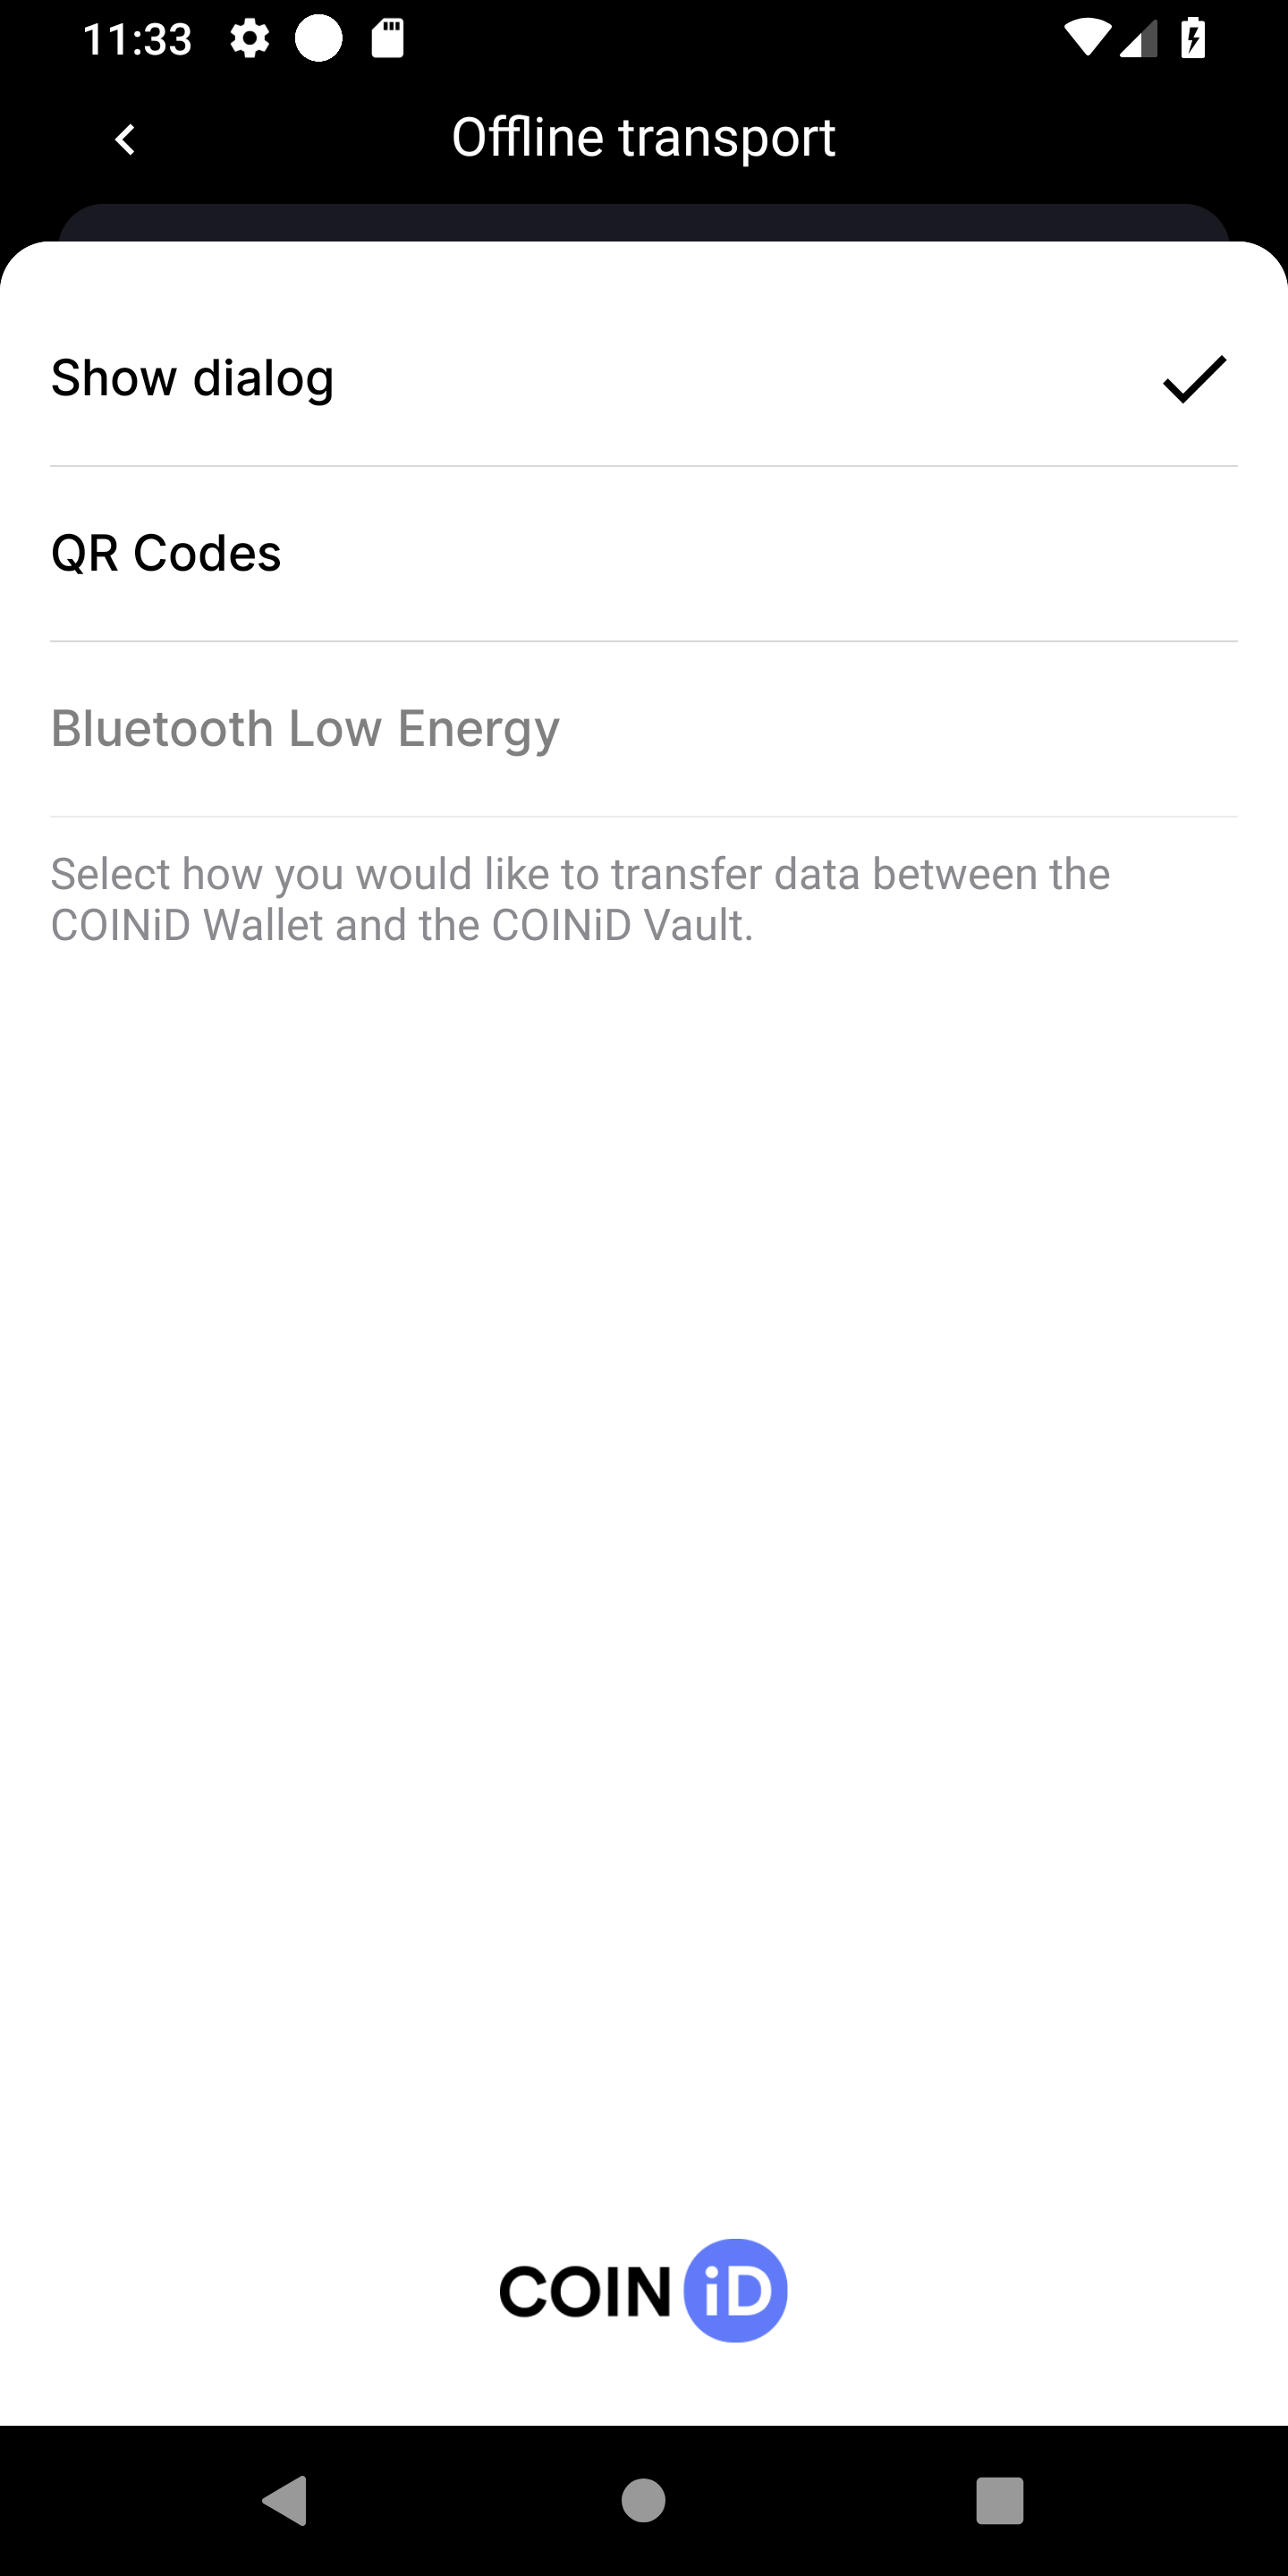 11:33
Offline transport
Show dialog
QR Codes
Bluetooth Low Energy
Select how you would like to transfer data between the
COINiD Wallet and the COINiD Vault.
COIN iD